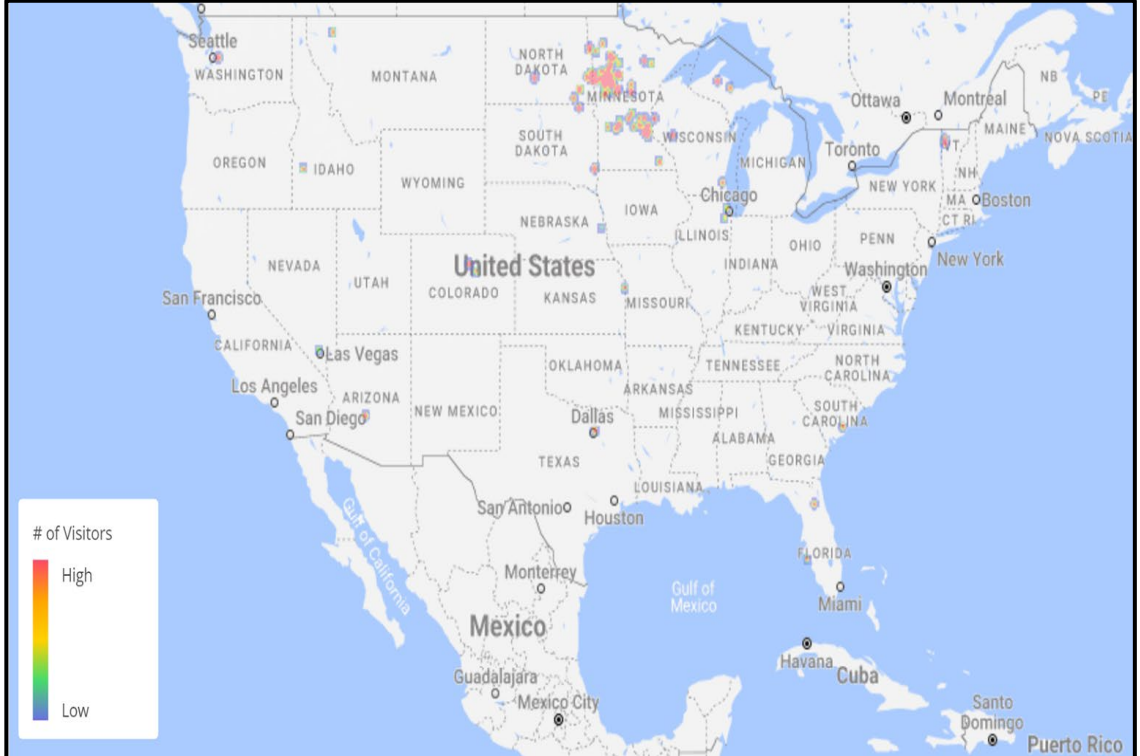 Seattle
WASHINGTON
MONTANA
NORTH
DAKOTA
MINNESOTA
Ottawa
Montreal
NB
PE
MAINE
NOVA SCOTIA
OREGON
IDAHO
WYOMING
SOUTH
DAKOTA
WISCONSIN
MICHIGAN
Toronto
VT
NH
NEW YORK
MA
Boston
CT RI
NEBRASKA
IOWA
Chicago
ILLINOIS
INDIANA
OHIO
PENN
New York
NEVADA
UTAH
United States
COLORADO
KANSAS
MISSOURI
Washington
WEST
VIRGINIA
KENTUCKY
VIRGINIA
San Francisco
CALIFORNIA
Las Vegas
Los Angeles
ARIZONA
San Diego
NEW MEXICO
OKLAHOMA
ARKANSAS
TENNESSEE
NORTH
CAROLINA
Dallas
MISSISSIPPI
ALABAMA
SOUTH
CAROLINA
GEORGIA
TEXAS
LOUISIANA
San Antonio
Houston
FLORIDA
Miami
Gulf of California
Monterrey
Gulf of
Mexico
Mexico
Guadalajara
Mexico City
Havana
Cuba
Santo
Domingo
Puerto Rico
# of Visitors
High
Low